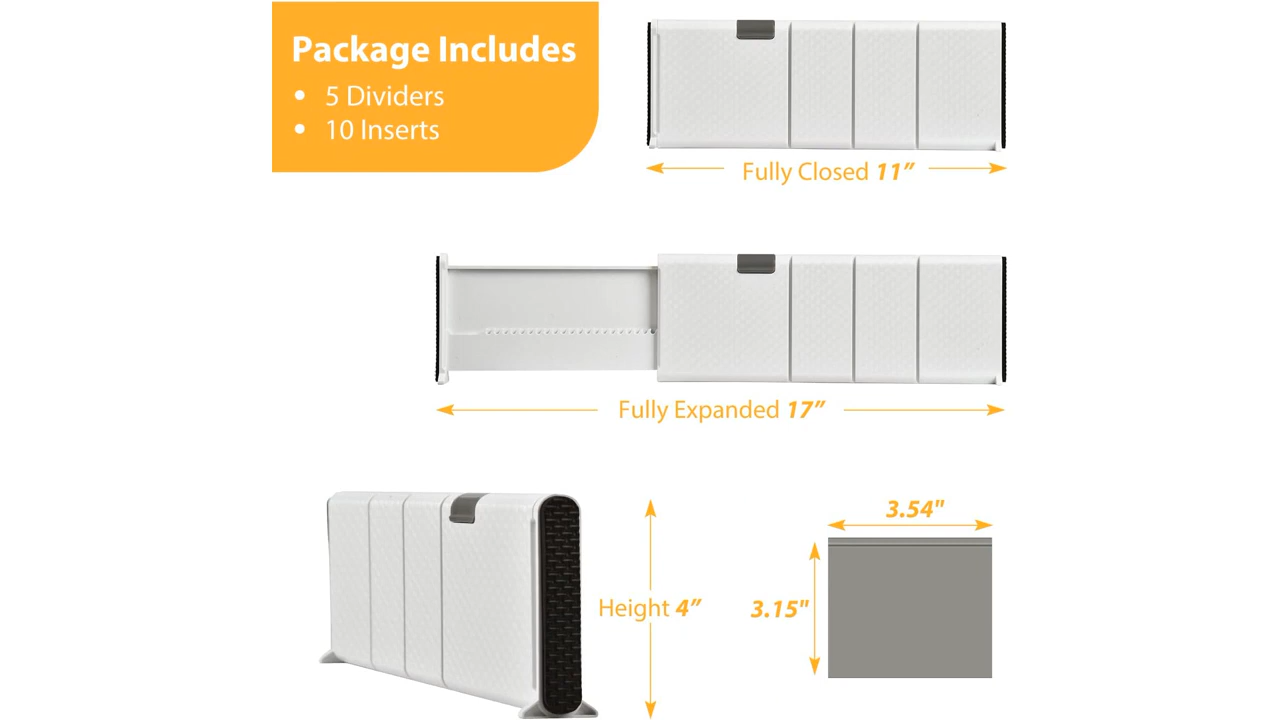 Package Includes
• 5 Dividers
• 10 Inserts
Fully Closed 11″
Fully Expanded 17″
Height 4″
3.54"
3.15"